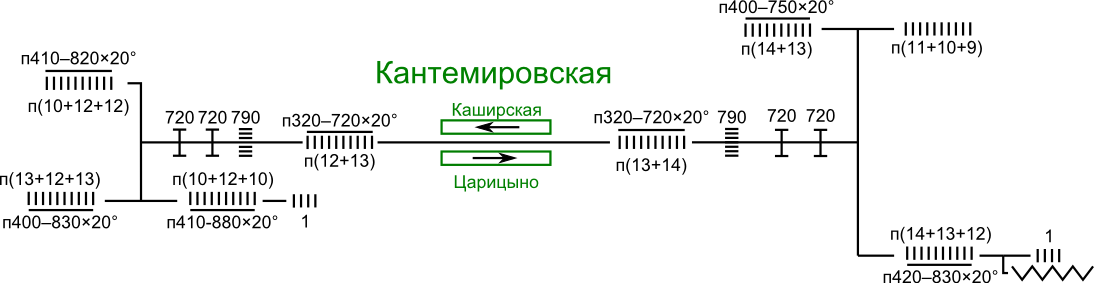 п400–750×20°
п(14+13)
п(11+10+9)
п410–820×20°
п(10+12+12)
Кантемировская
720 720 790
п320–720×20°
п(12+13)
Каширская
Царицыно
п320–720×20°
п(13+14)
790 720 720
п(13+12+13)
п400–830×20°
п(10+12+10)
п410-880×20°
1
п(14+13+12)
п420–830×20°
1